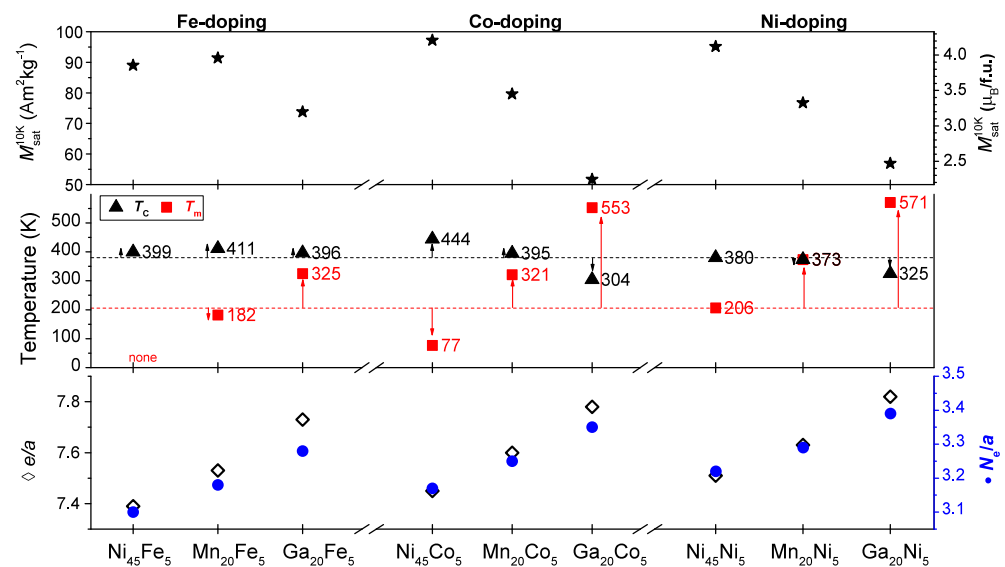 Fe-doping Co-doping Ni-doping
M_sat^10K (Am²kg⁻¹)
100
90
80
70
60
50
M_sat^10K (μ_B/f.u.)
4.0
3.5
3.0
2.5
T_C T_m
Temperature (K)
500
400
300
200
100
0
399 411 396 444 395 304 380 373 325
none 182 325 77 321 553 206 571
◇ e/a
7.8
7.6
7.4
• N_e/a
3.5
3.4
3.3
3.2
3.1
Ni₄₅Fe₅ Mn₂₀Fe₅ Ga₂₀Fe₅ Ni₄₅Co₅ Mn₂₀Co₅ Ga₂₀Co₅ Ni₄₅Ni₅ Mn₂₀Ni₅ Ga₂₀Ni₅